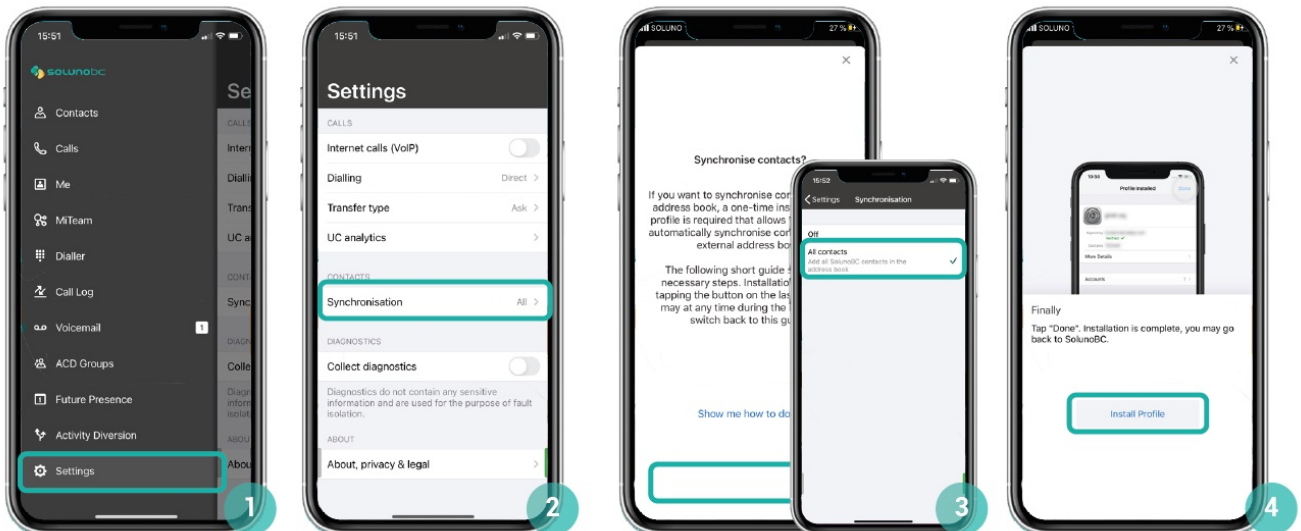 15:51
solunobc
Contacts
Calls
Me
MiTeam
Dialler
Call Log
Voicemail
1
ACD Groups
Future Presence
Activity Diversion
Settings
Se
CALLS
Intern
Dialli
Trans
UC a
CONT
Sync
DIAGN
Colle
Diagn
inform
isolati
ABOU
Abou
1
15:51
Settings
CALLS
Internet calls (VoIP)
Dialling
Direct
Transfer type
Ask
UC analytics
CONTACTS
Synchronisation
All
DIAGNOSTICS
Collect diagnostics
Diagnostics do not contain any sensitive
information and are used for the purpose of fault
isolation.
ABOUT
About, privacy & legal
2
SOLUNO
27 %
Synchronise contacts?
If you want to synchronise con
address book, a one-time ins
profile is required that allows
automatically synchronise con
external address bo
The following short guide s
necessary steps. Installatio
tapping the button on the las
may at any time during the
switch back to this gu
Show me how to do
15:52
Settings
Synchronisation
Off
All contacts
Add all SolunoBC contacts in the
address book
3
SOLUNO
27 %
Profile Installed
Done
More Details
Accounts
Finally
Tap "Done". Installation is complete, you may go
back to SolunoBC.
Install Profile
4